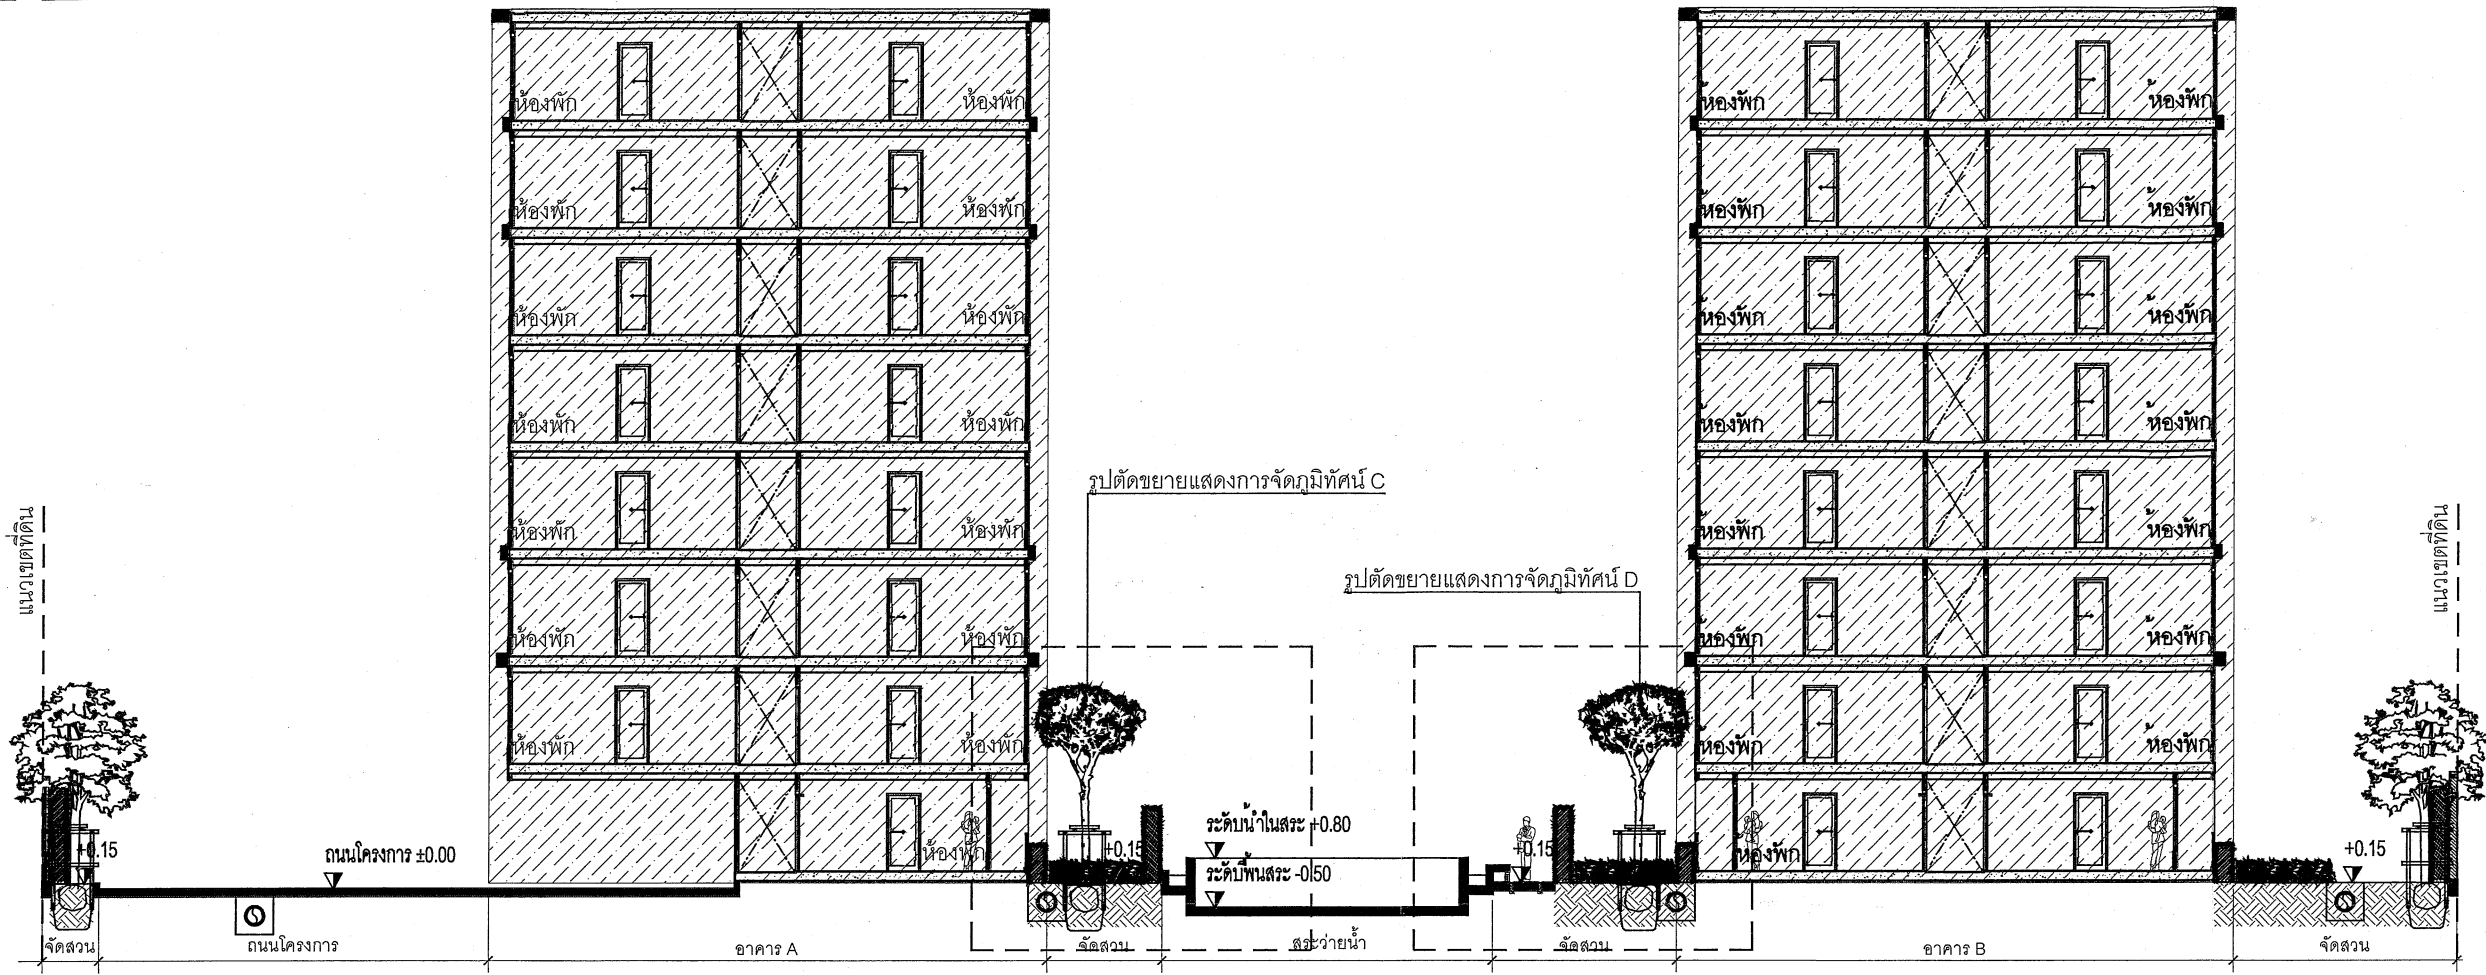 ห้องพัก ห้องพัก ห้องพัก ห้องพัก
ห้องพัก ห้องพัก ห้องพัก ห้องพัก
ห้องพัก ห้องพัก ห้องพัก ห้องพัก
ห้องพัก ห้องพัก ห้องพัก ห้องพัก
รูปตัดขยายแสดงการจัดภูมิทัศน์ C
ห้องพัก ห้องพัก ห้องพัก ห้องพัก
แนวเขตที่ดิน
แนวเขตที่ดิน
รูปตัดขยายแสดงการจัดภูมิทัศน์ D
ห้องพัก ห้องพัก ห้องพัก ห้องพัก
ห้องพัก ห้องพัก ห้องพัก ห้องพัก
ระดับน้ำในสระ +0.80
+0.15
ถนนโครงการ ±0.00
ห้องพัก
+0.15
ระดับพื้นสระ -0.50
+0.15
ห้องพัก
+0.15
จัดสวน ถนนโครงการ อาคาร A จัดสวน สระว่ายน้ำ จัดสวน อาคาร B จัดสวน